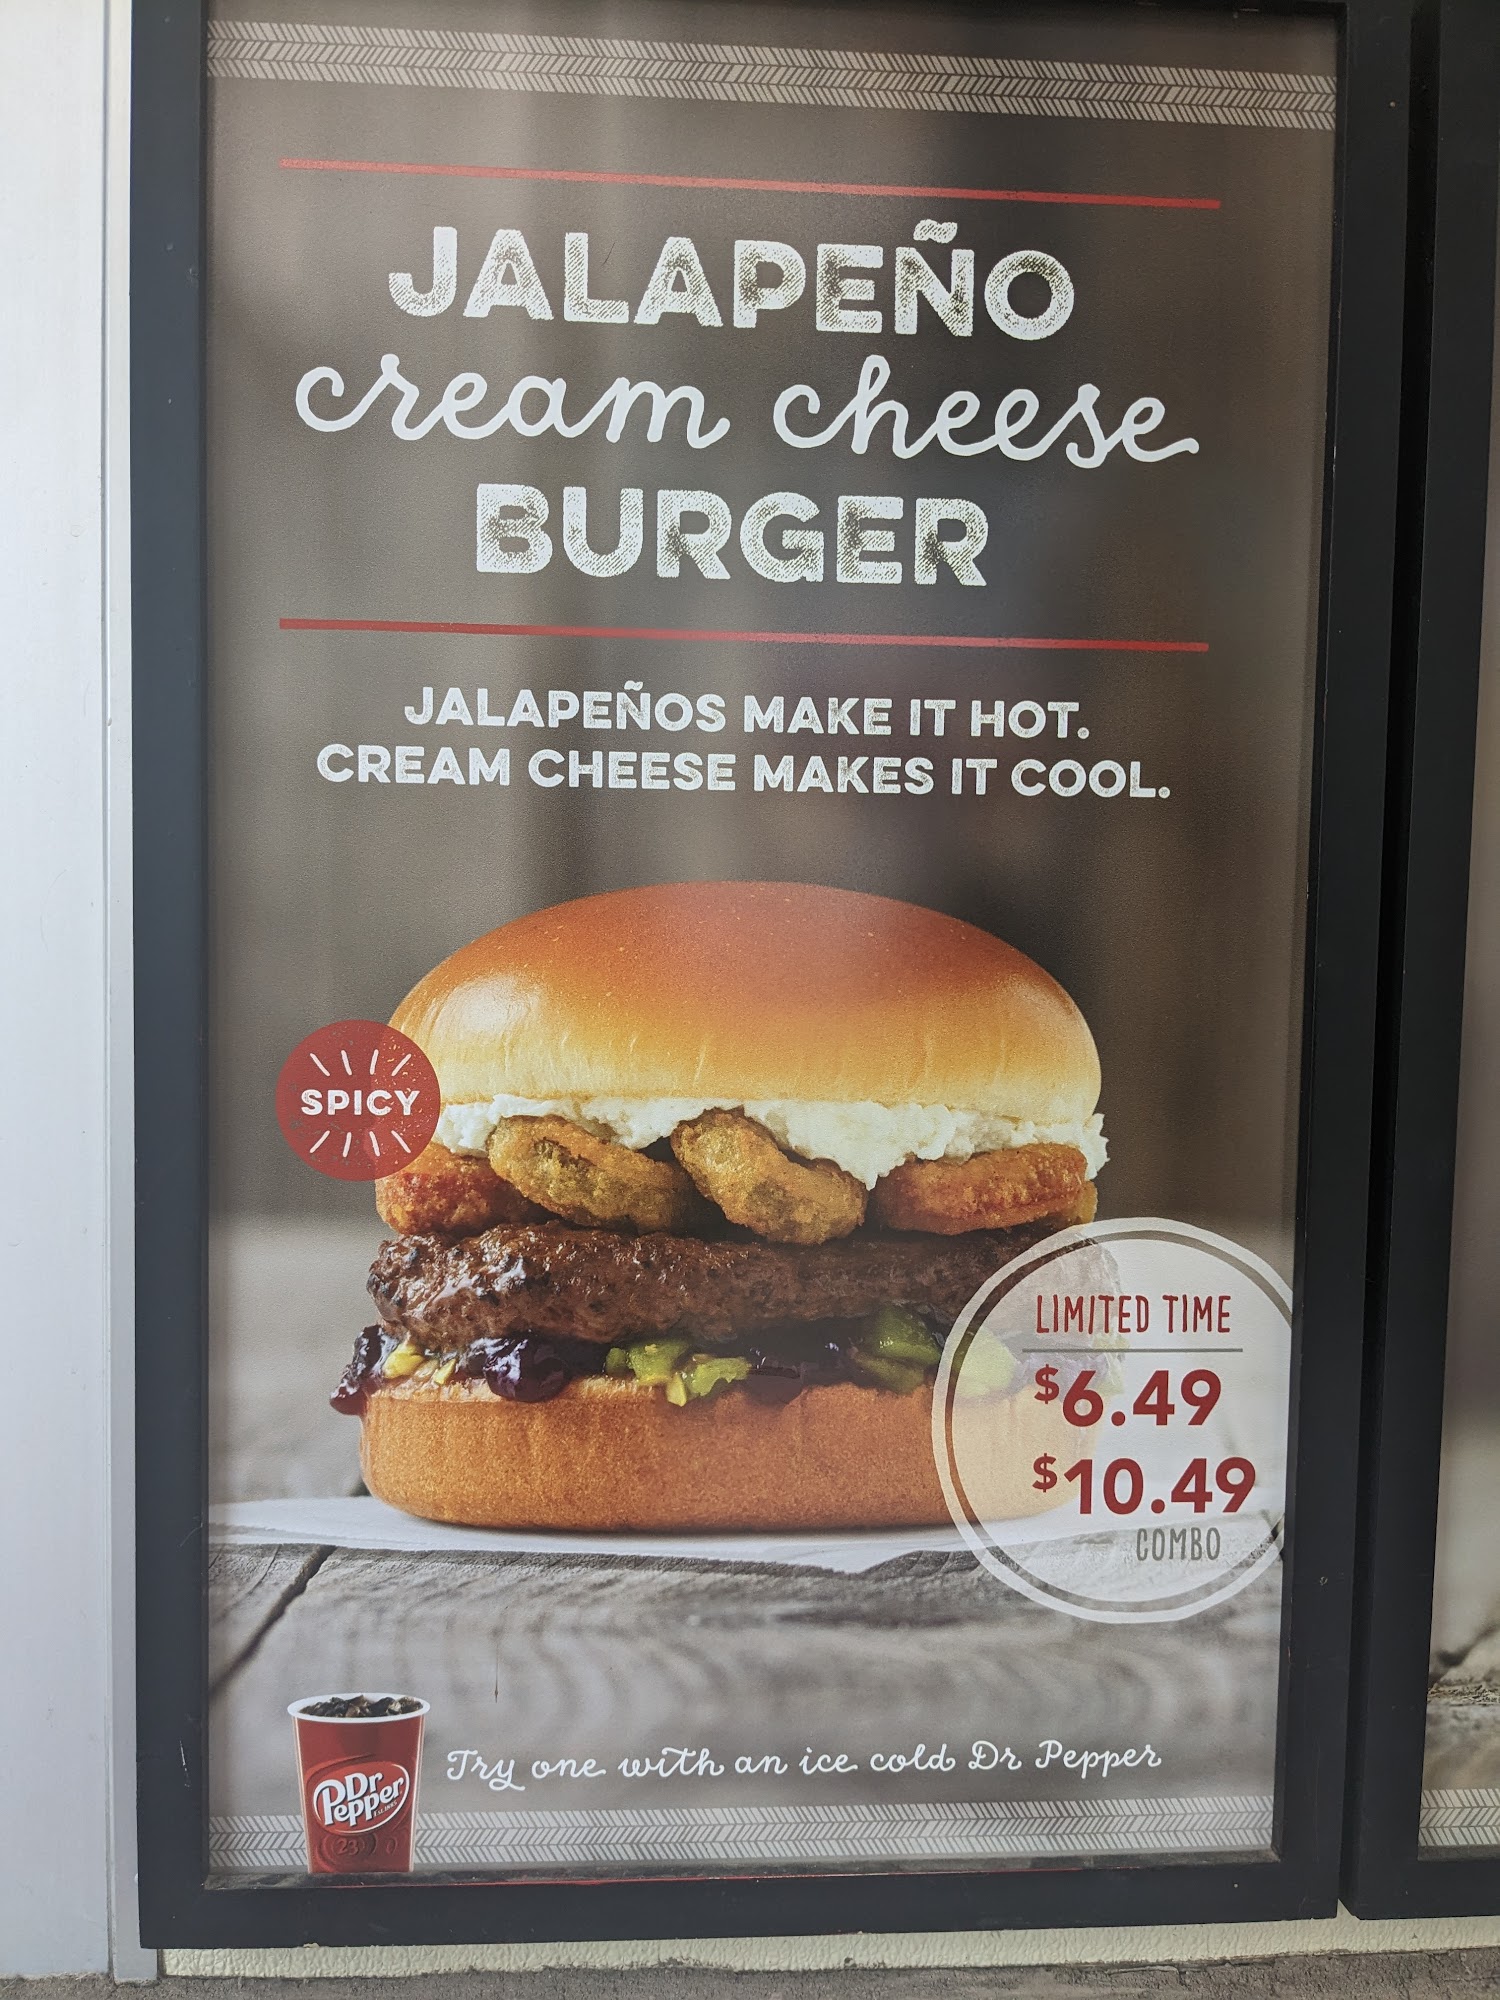 JALAPEÑO
cream cheese
BURGER
JALAPEÑOS MAKE IT HOT.
CREAM CHEESE MAKES IT COOL.
SPICY
LIMITED TIME
$6.49
$10.49
COMBO
Dr
Pepper
23
Try one with an ice cold Dr Pepper